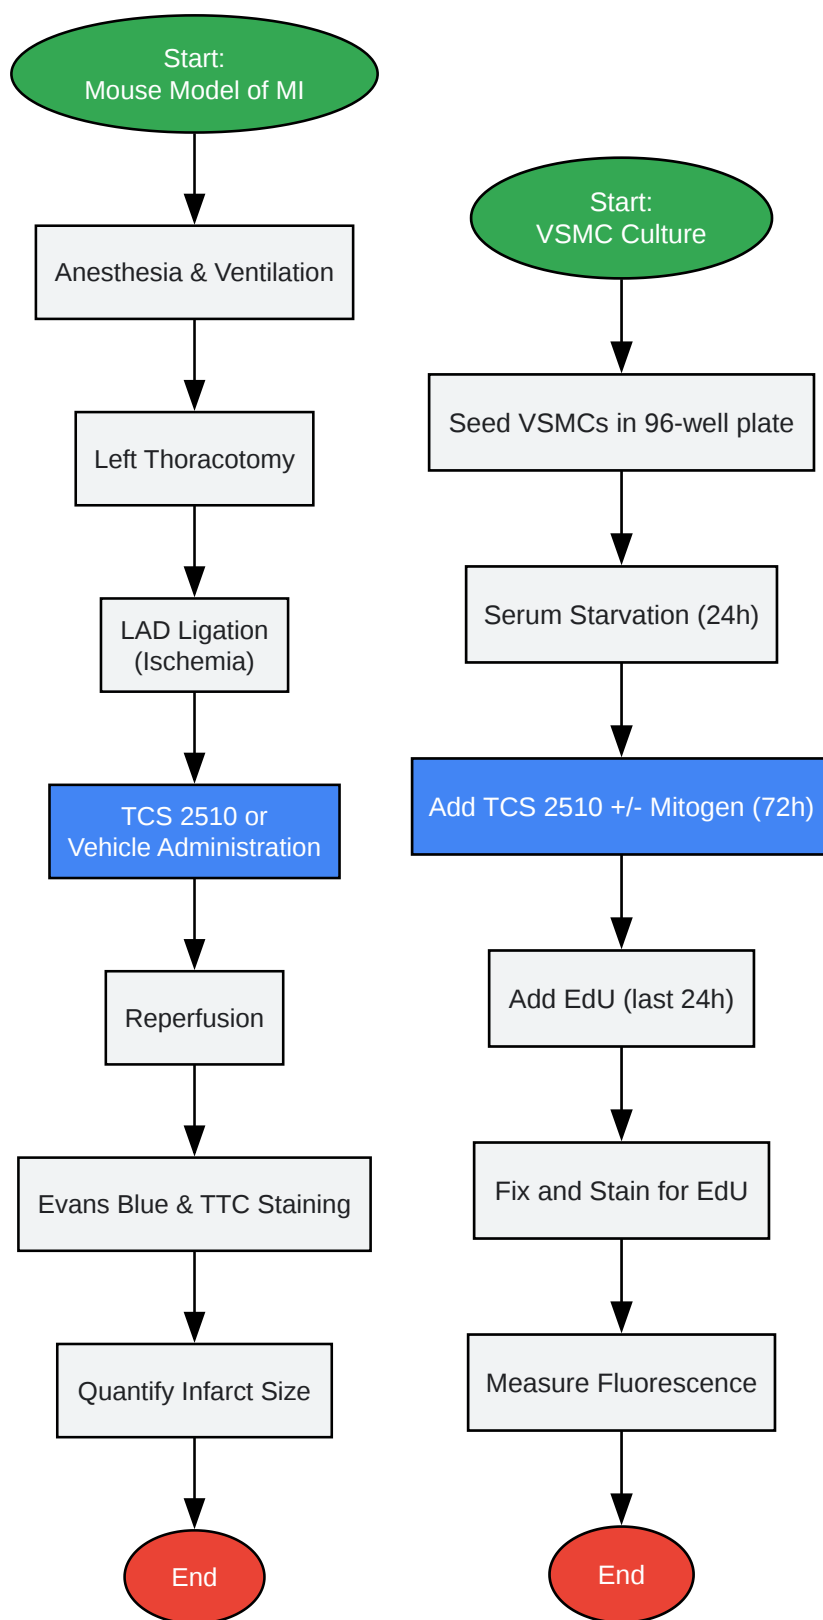 Start:
Mouse Model of MI
Anesthesia & Ventilation
Left Thoracotomy
LAD Ligation
(Ischemia)
TCS 2510 or
Vehicle Administration
Reperfusion
Evans Blue & TTC Staining
Quantify Infarct Size
End
Start:
VSMC Culture
Seed VSMCs in 96-well plate
Serum Starvation (24h)
Add TCS 2510 +/- Mitogen (72h)
Add EdU (last 24h)
Fix and Stain for EdU
Measure Fluorescence
End